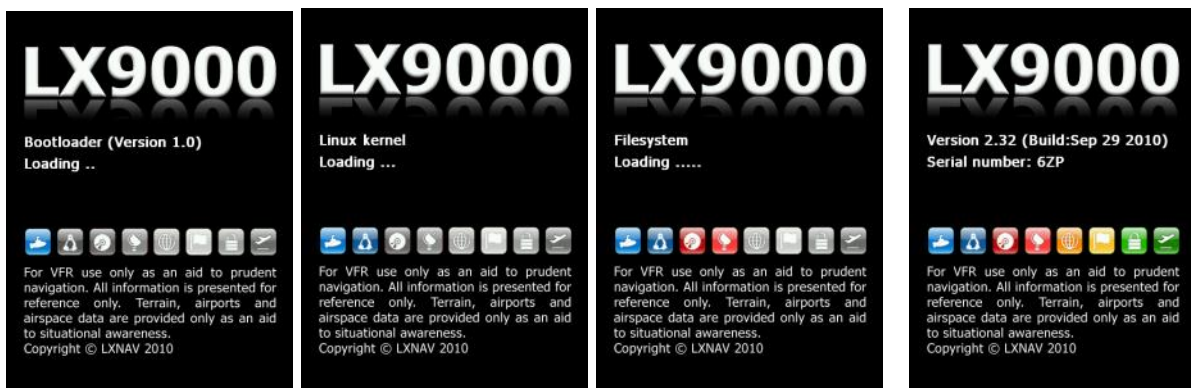 LX9000
Bootloader (Version 1.0)
Loading ..
For VFR use only as an aid to prudent
navigation. All information is presented for
reference only. Terrain, airports and
airspace data are provided only as an aid
to situational awareness.
Copyright © LXNAV 2010
LX9000
Linux kernel
Loading ...
For VFR use only as an aid to prudent
navigation. All information is presented for
reference only. Terrain, airports and
airspace data are provided only as an aid
to situational awareness.
Copyright © LXNAV 2010
LX9000
Filesystem
Loading .....
For VFR use only as an aid to prudent
navigation. All information is presented for
reference only. Terrain, airports and
airspace data are provided only as an aid
to situational awareness.
Copyright © LXNAV 2010
LX9000
Version 2.32 (Build:Sep 29 2010)
Serial number: 6ZP
For VFR use only as an aid to prudent
navigation. All information is presented for
reference only. Terrain, airports and
airspace data are provided only as an aid
to situational awareness.
Copyright © LXNAV 2010